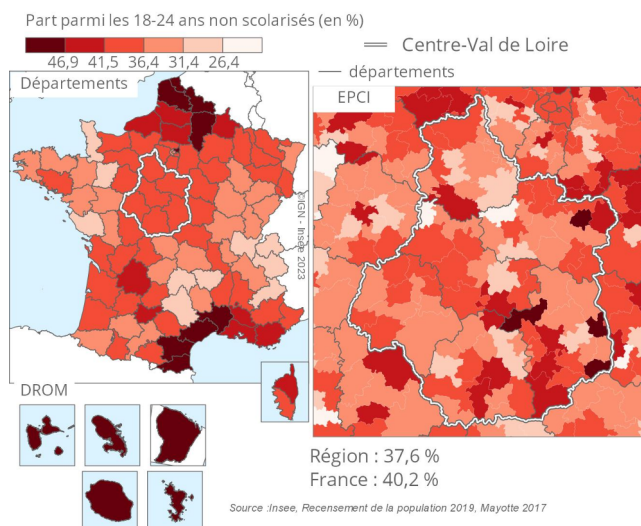 Part parmi les 18-24 ans non scolarisés (en %)
46,9 41,5 36,4 31,4 26,4
Centre-Val de Loire
départements
Départements
EPCI
©IGN - Insee 2023
DROM
Région : 37,6 %
France : 40,2 %
Source :Insee, Recensement de la population 2019, Mayotte 2017